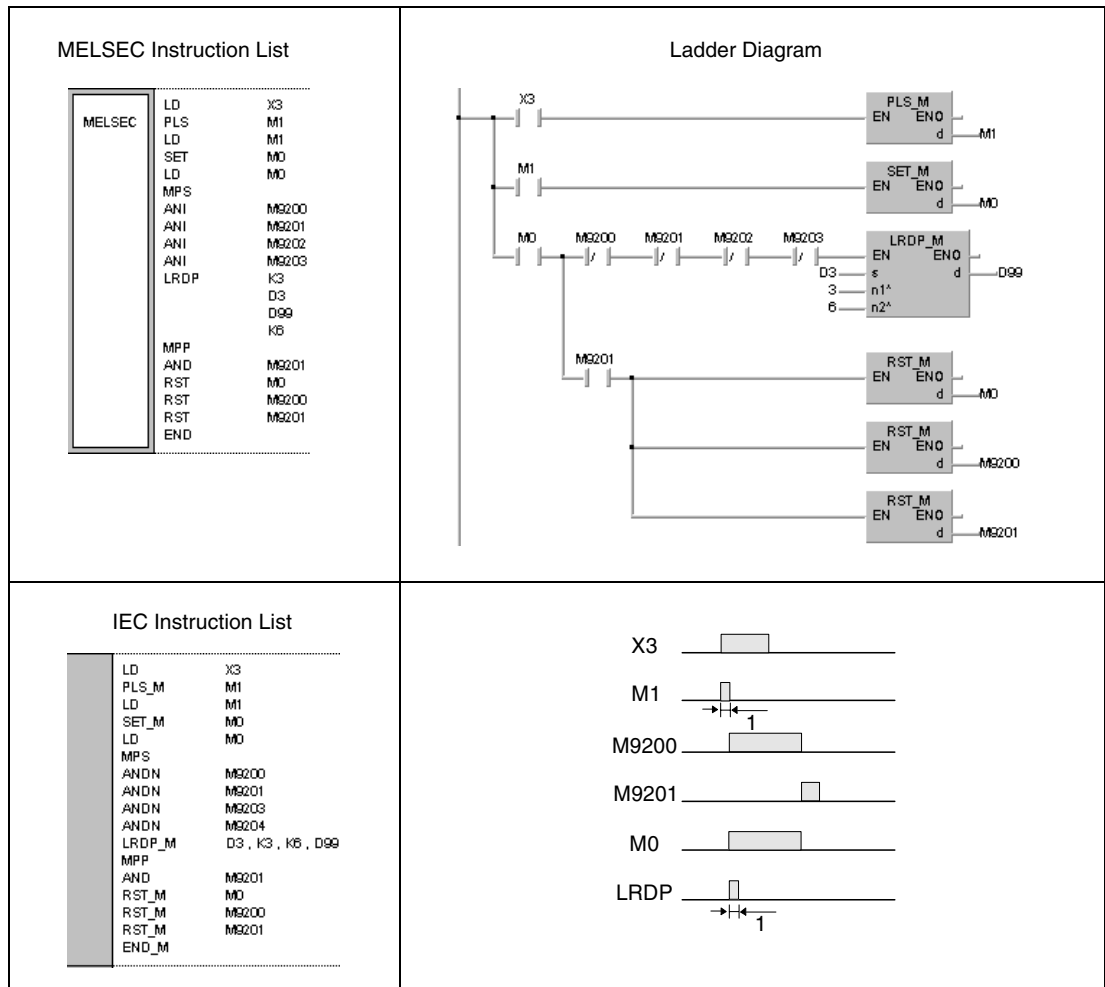 MELSEC Instruction List
MELSEC
LD X3
PLS M1
LD M1
SET M0
LD M0
MPS
ANI M9200
ANI M9201
ANI M9202
ANI M9203
LRDP K3
D3
D99
K6
MPP
AND M9201
RST M0
RST M9200
RST M9201
END
Ladder Diagram
X3
PLS_M
EN ENO
d M1
M1
SET_M
EN ENO
d M0
M0 M9200 M9201 M9202 M9203
LRDP_M
EN ENO
D3 s d D99
3 n1^
6 n2^
M9201
RST_M
EN ENO
d M0
RST_M
EN ENO
d M9200
RST_M
EN ENO
d M9201
IEC Instruction List
LD X3
PLS_M M1
LD M1
SET_M M0
LD M0
MPS
ANDN M9200
ANDN M9201
ANDN M9203
ANDN M9204
LRDP_M D3 , K3 , K6 , D99
MPP
AND M9201
RST_M M0
RST_M M9200
RST_M M9201
END_M
X3
M1
1
M9200
M9201
M0
LRDP
1